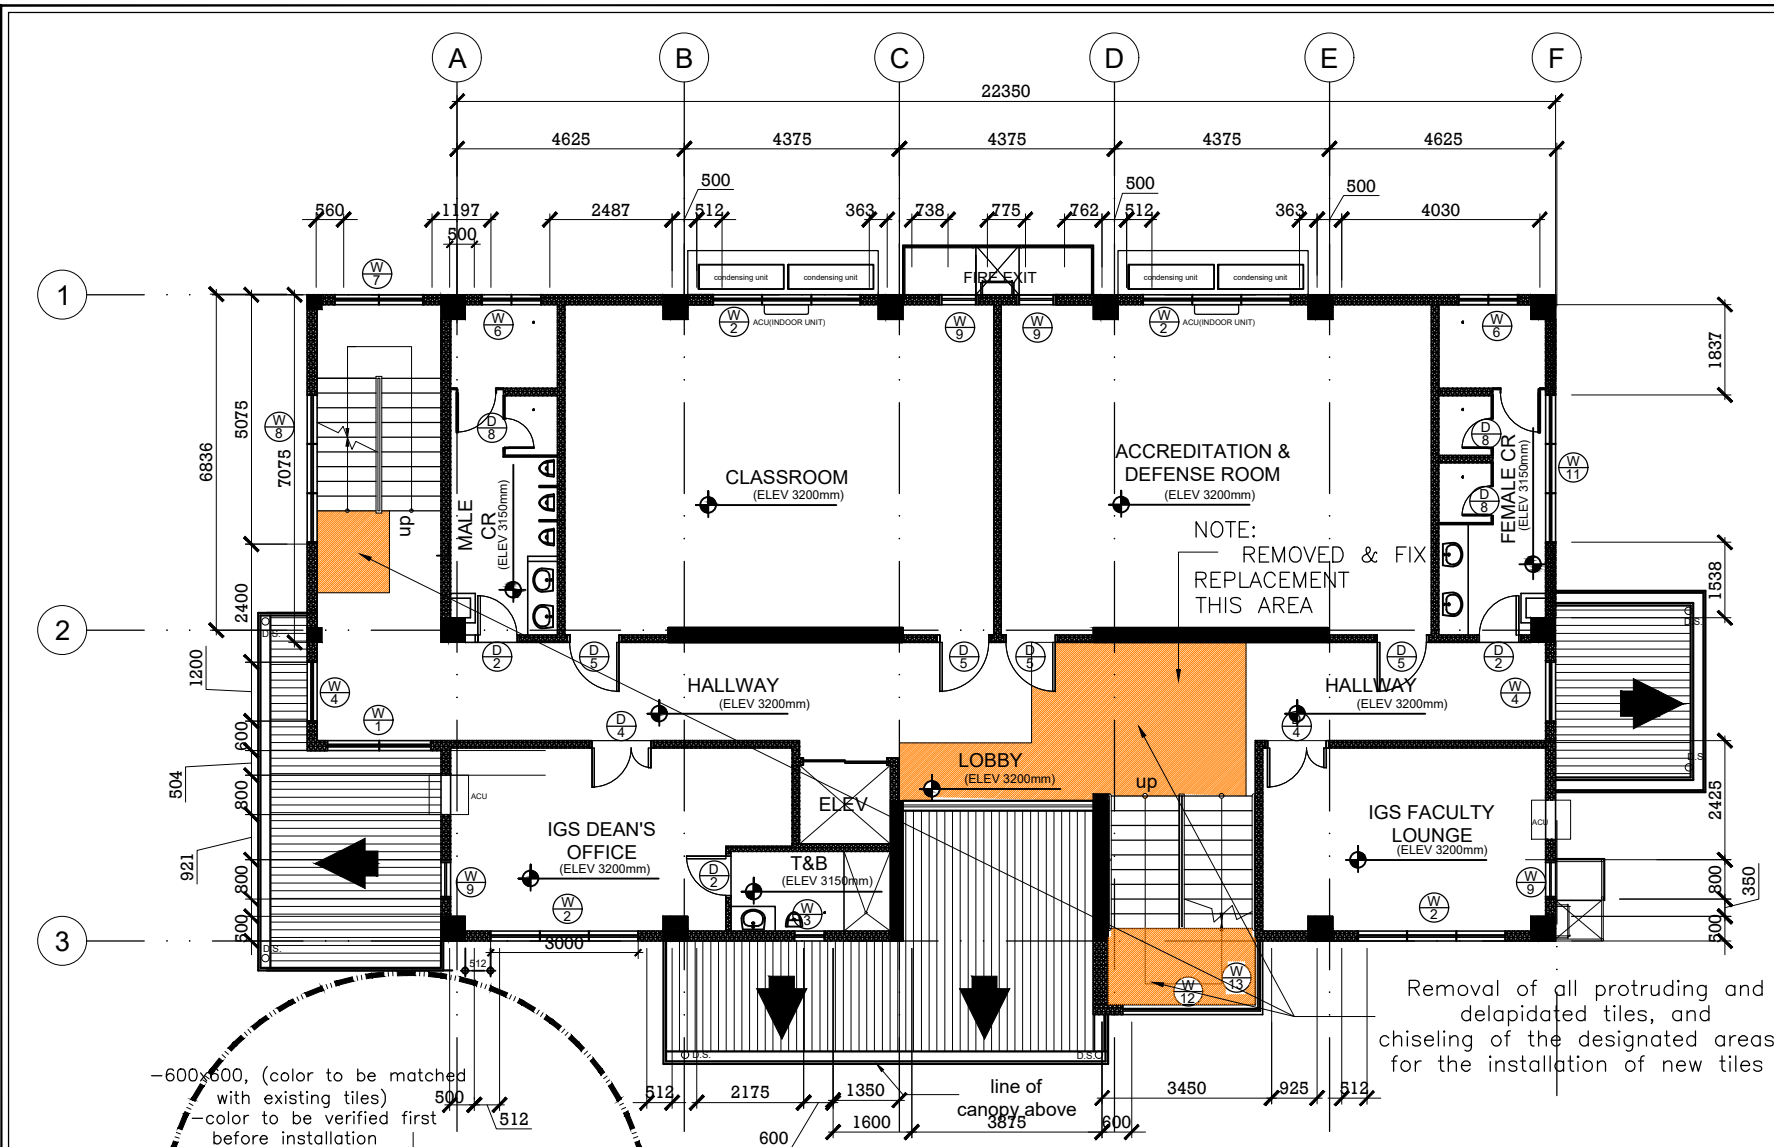 A B C D E F
22350
4625 4375 4375 4375 4625
500 500 500
560 1197 2487 512 363 738 775 762 512 363 4030
500
W
7
condensing unit condensing unit
FIRE EXIT
condensing unit condensing unit
1
W
6
W
2
ACU(INDOOR UNIT)
W
9
W
9
W
2
ACU(INDOOR UNIT)
W
6
1837
5075
6836
7075
W
8
D
8
D
8
D
8
W
11
CLASSROOM
(ELEV 3200mm)
ACCREDITATION &
DEFENSE ROOM
(ELEV 3200mm)
MALE
CR
(ELEV 3150mm)
FEMALE CR
(ELEV 3150mm)
up
NOTE:
REMOVED & FIX
REPLACEMENT
THIS AREA
2400
1538
2
D.S.
D.S.
D
2
D
5
D
5
D
5
D
5
D
2
1200
W
4
W
1
HALLWAY
(ELEV 3200mm)
HALLWAY
(ELEV 3200mm)
W
4
D
4
D
4
600
504
800
LOBBY
(ELEV 3200mm)
up
D.S.
ACU
ELEV
ACU
2425
IGS DEAN'S
OFFICE
(ELEV 3200mm)
IGS FACULTY
LOUNGE
(ELEV 3200mm)
921
800
W
9
D
2
T&B
(ELEV 3150mm)
W
9
800
350
W
2
W
3
W
2
600
600
3
D.S.
3000
512
W
12
W
13
Removal of all protruding and
delapidated tiles, and
chiseling of the designated areas
for the installation of new tiles
D.S.
D.S.
-600x600, (color to be matched
with existing tiles)
-color to be verified first
before installation
500
512
512 2175 1350
line of
canopy above
3450 925 512
600
1600 3875 600